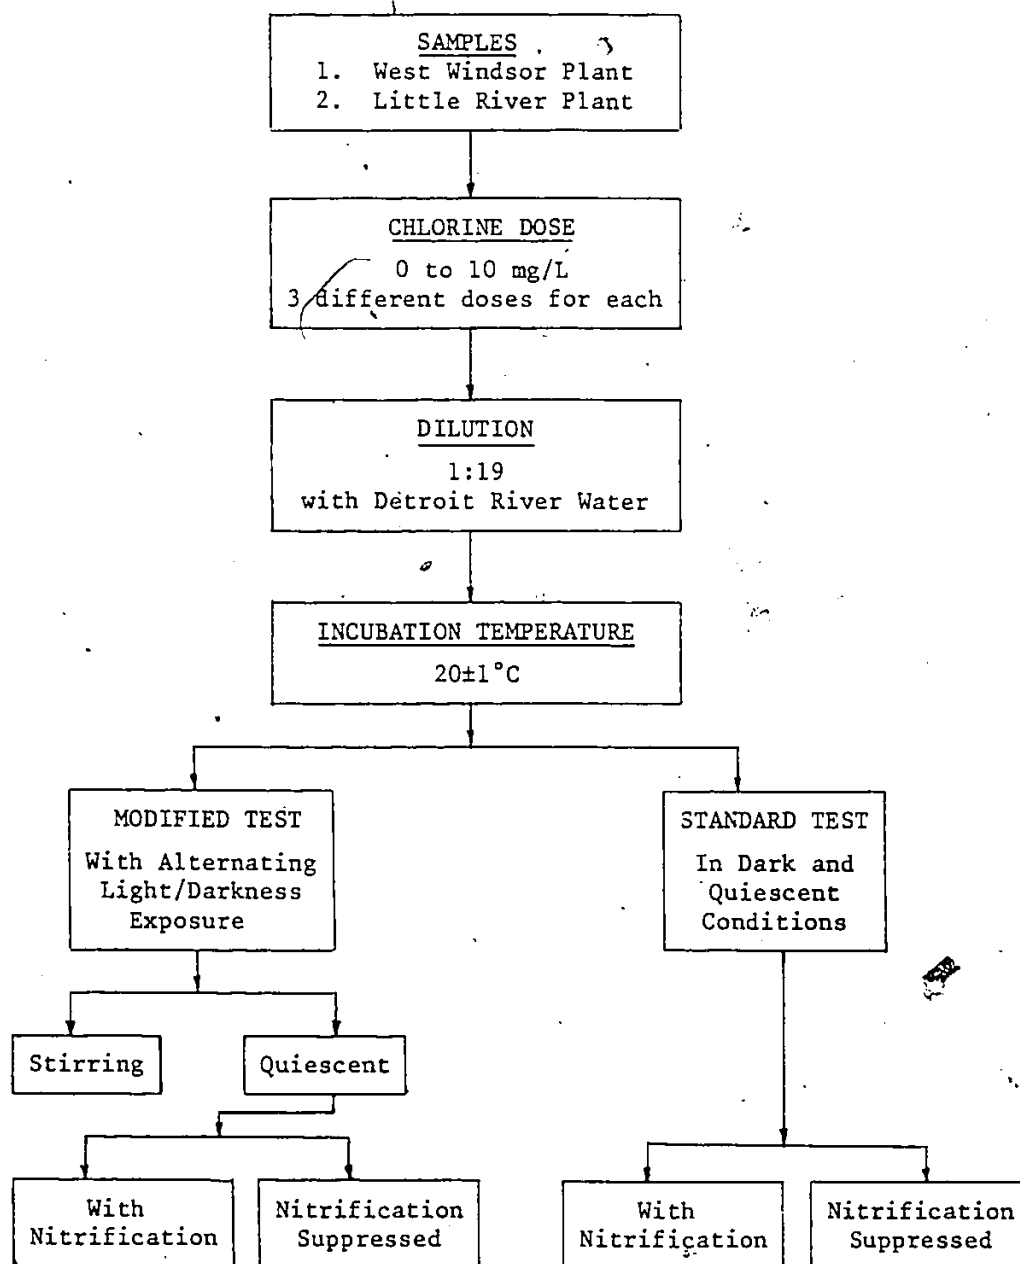 SAMPLES
1. West Windsor Plant
2. Little River Plant
CHLORINE DOSE
0 to 10 mg/L
3 different doses for each
DILUTION
1:19
with Detroit River Water
INCUBATION TEMPERATURE
20±1°C
MODIFIED TEST
With Alternating
Light/Darkness
Exposure
STANDARD TEST
In Dark and
Quiescent
Conditions
Stirring
Quiescent
With
Nitrification
Nitrification
Suppressed
With
Nitrification
Nitrification
Suppressed